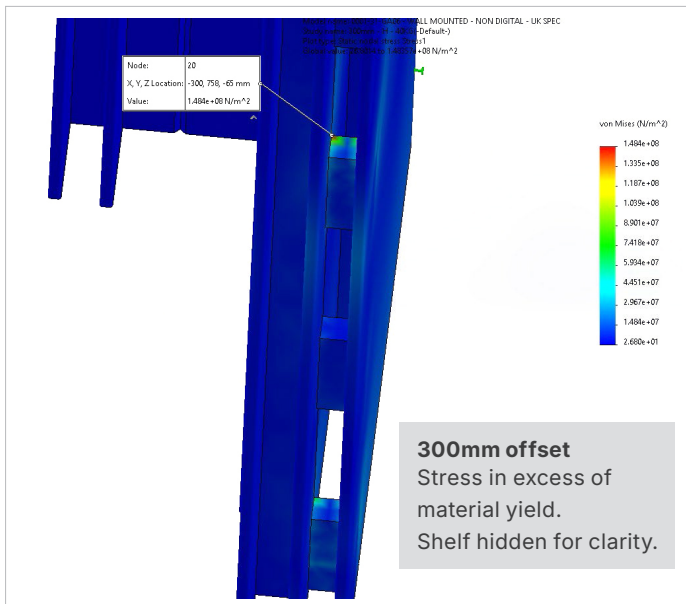 ALL MOUNTED - NON DIGITAL - UK SPEC
Node: 20
X, Y, Z Location: -300, 758, -65 mm
Value: 1.484e+08 N/m^2
von Mises (N/m^2)
1.484e+08
1.335e+08
1.187e+08
1.039e+08
8.901e+07
7.418e+07
5.934e+07
4.451e+07
2.967e+07
1.484e+07
2.680e+01
300mm offset
Stress in excess of
material yield.
Shelf hidden for clarity.